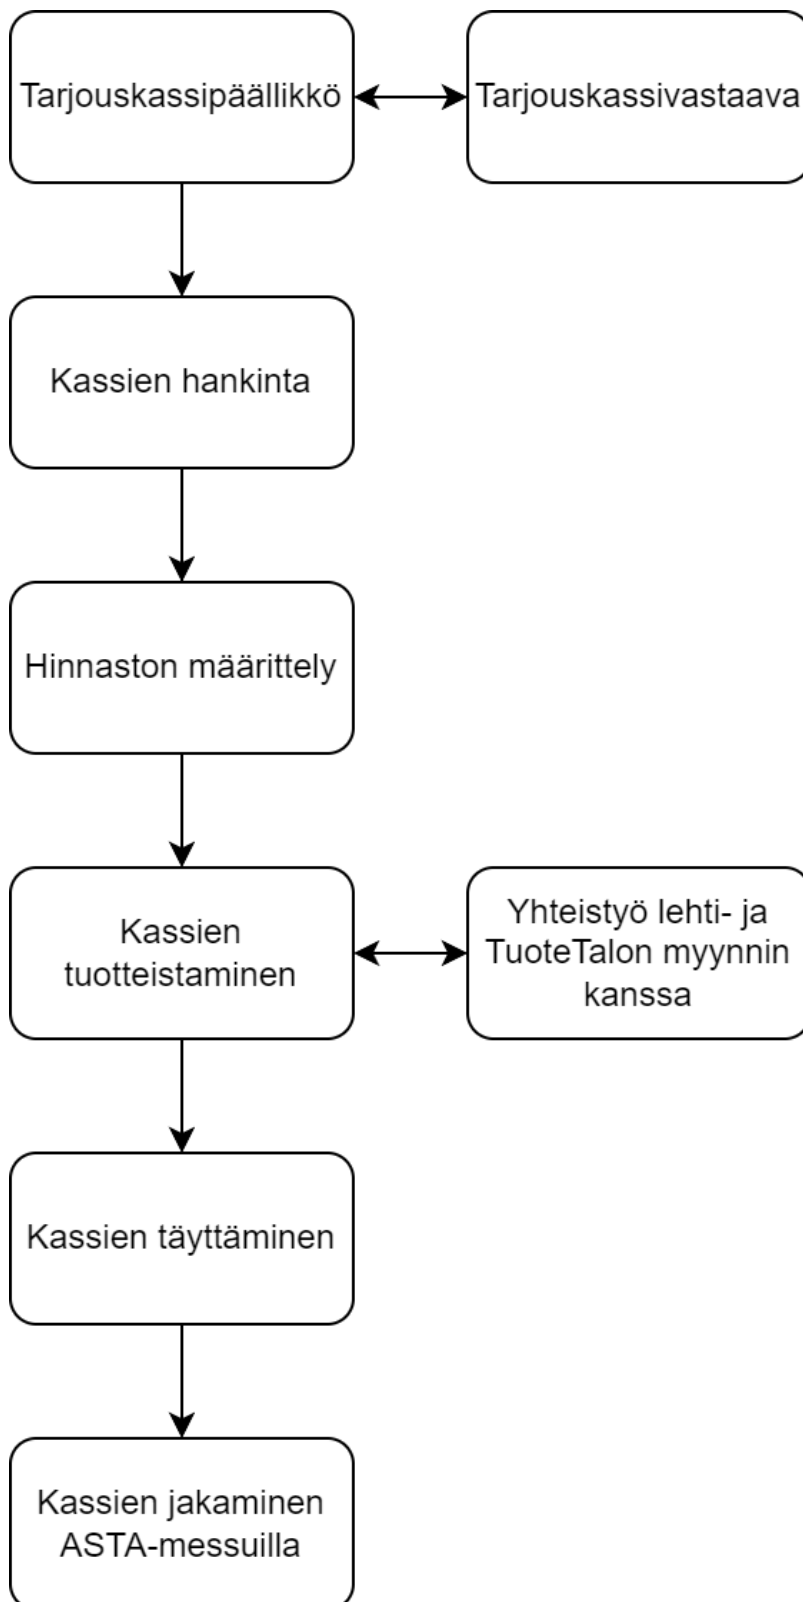 Tarjouskassipäällikkö
Tarjouskassivastaava
Kassien hankinta
Hinnaston määrittely
Kassien
tuotteistaminen
Yhteistyö lehti- ja
TuoteTalon myynnin
kanssa
Kassien täyttäminen
Kassien jakaminen
ASTA-messuilla